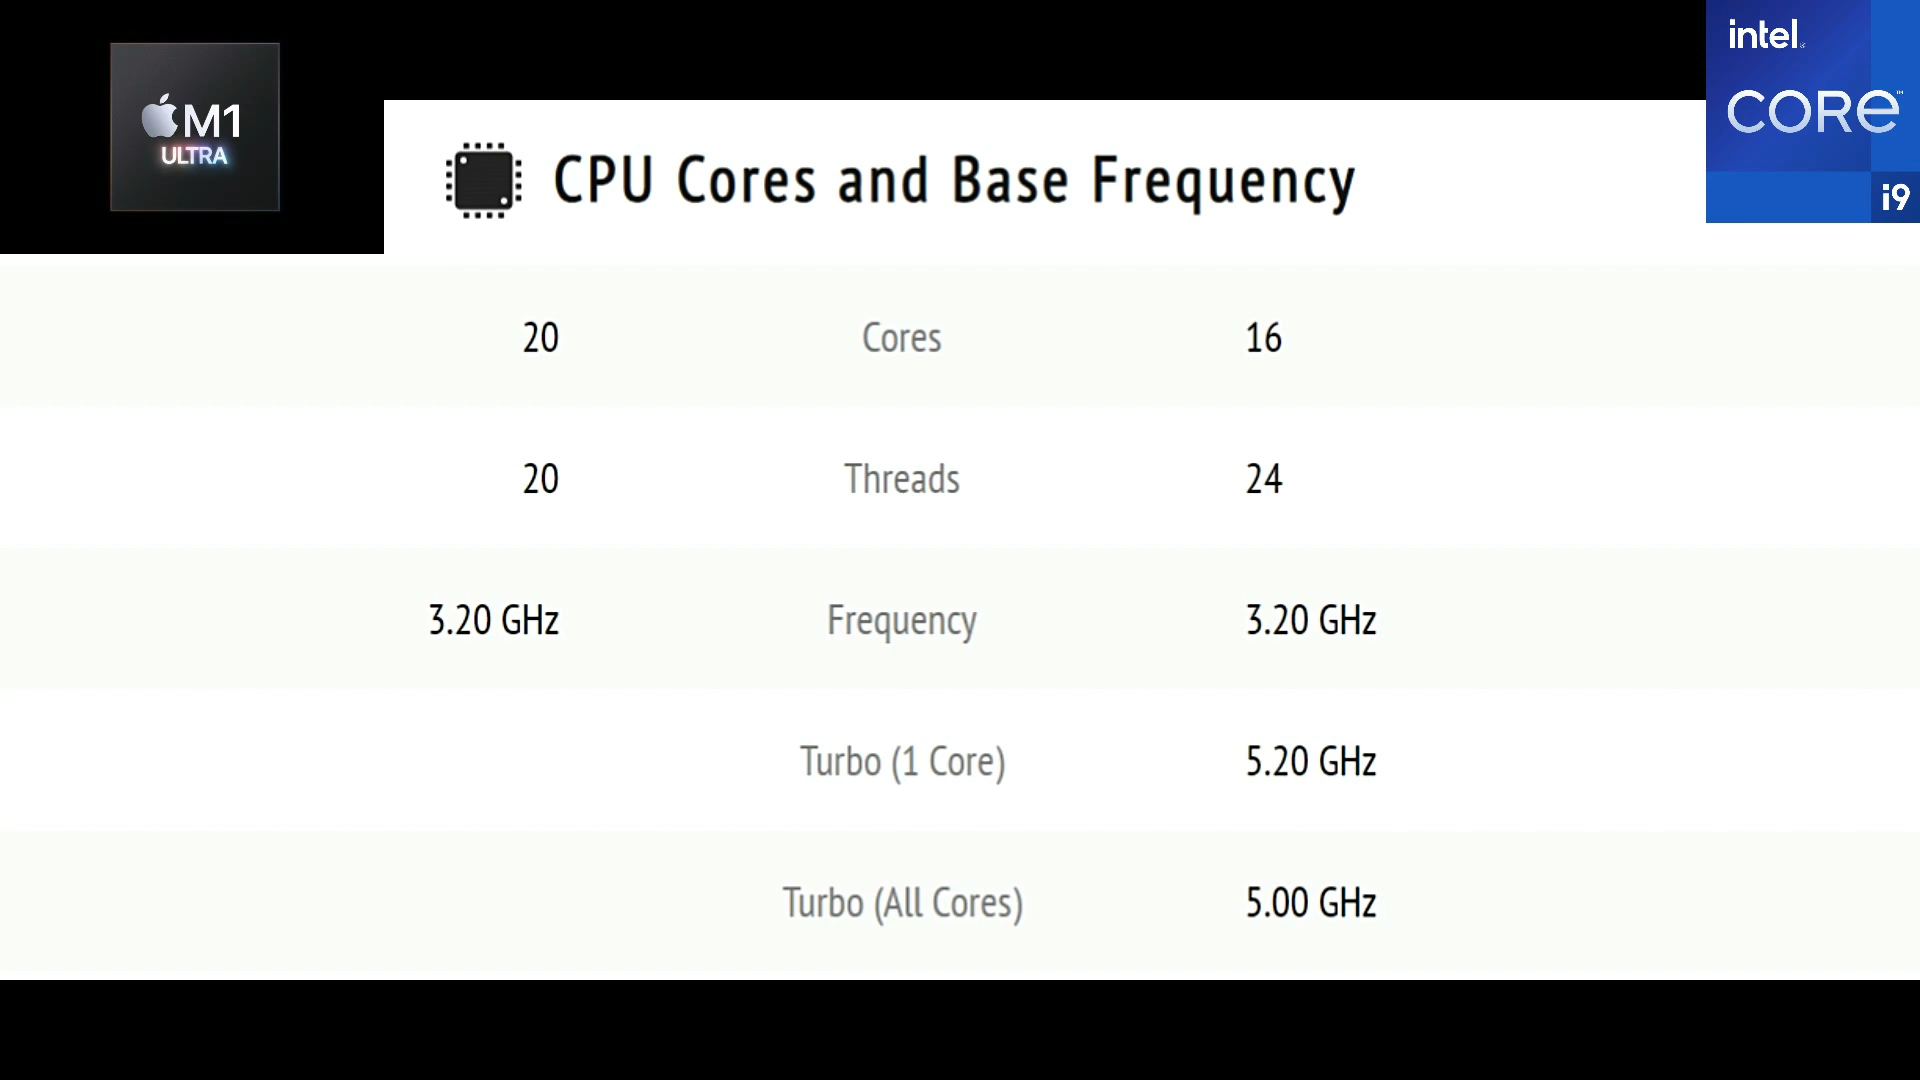 M1
ULTRA
intel.
CORE™
i9
CPU Cores and Base Frequency
20 Cores 16
20 Threads 24
3.20 GHz Frequency 3.20 GHz
Turbo (1 Core) 5.20 GHz
Turbo (All Cores) 5.00 GHz